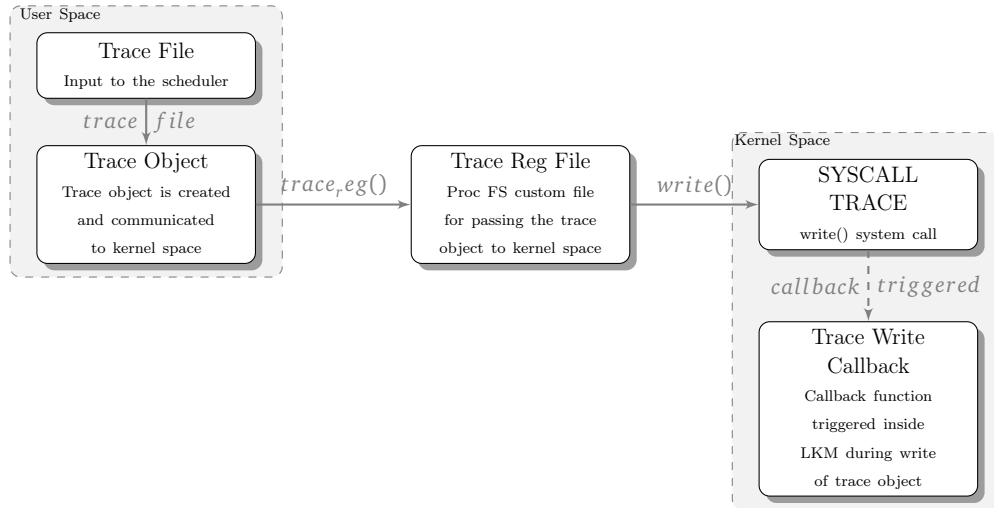 User Space
Trace File
Input to the scheduler
trace file
Trace Object
Trace object is created
and communicated
to kernel space
trace_reg()
Trace Reg File
Proc FS custom file
for passing the trace
object to kernel space
write()
Kernel Space
SYSCALL
TRACE
write() system call
callback triggered
Trace Write
Callback
Callback function
triggered inside
LKM during write
of trace object